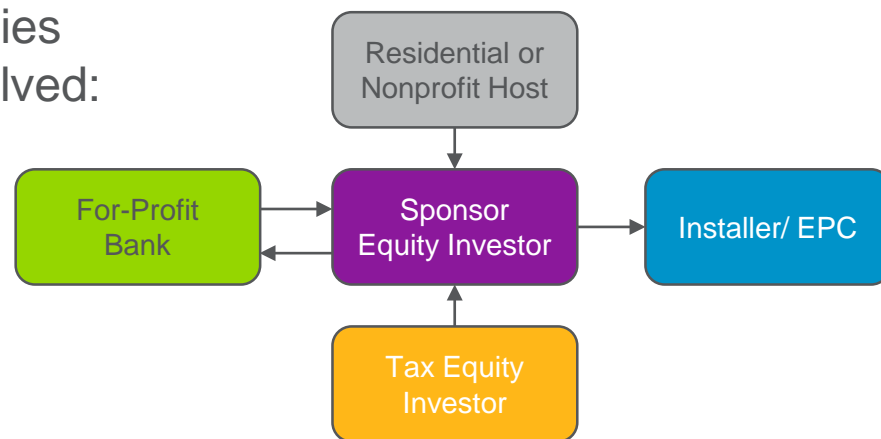 ies
lved:
Residential or
Nonprofit Host
For-Profit
Bank
Sponsor
Equity Investor
Installer/ EPC
Tax Equity
Investor